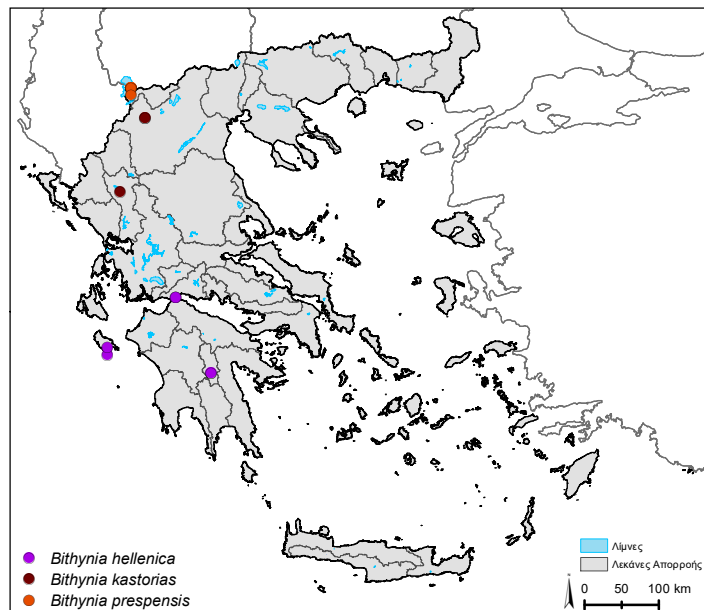 Bithynia hellenica
Bithynia kastorias
Bithynia prespensis
Λίμνες
Λεκάνες Απορροής
0 50 100 km